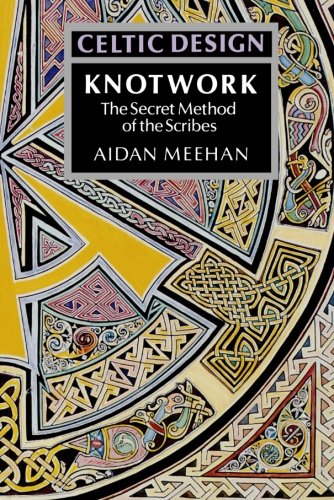 CELTIC DESIGN
KNOTWORK
The Secret Method
of the Scribes
AIDAN MEEHAN